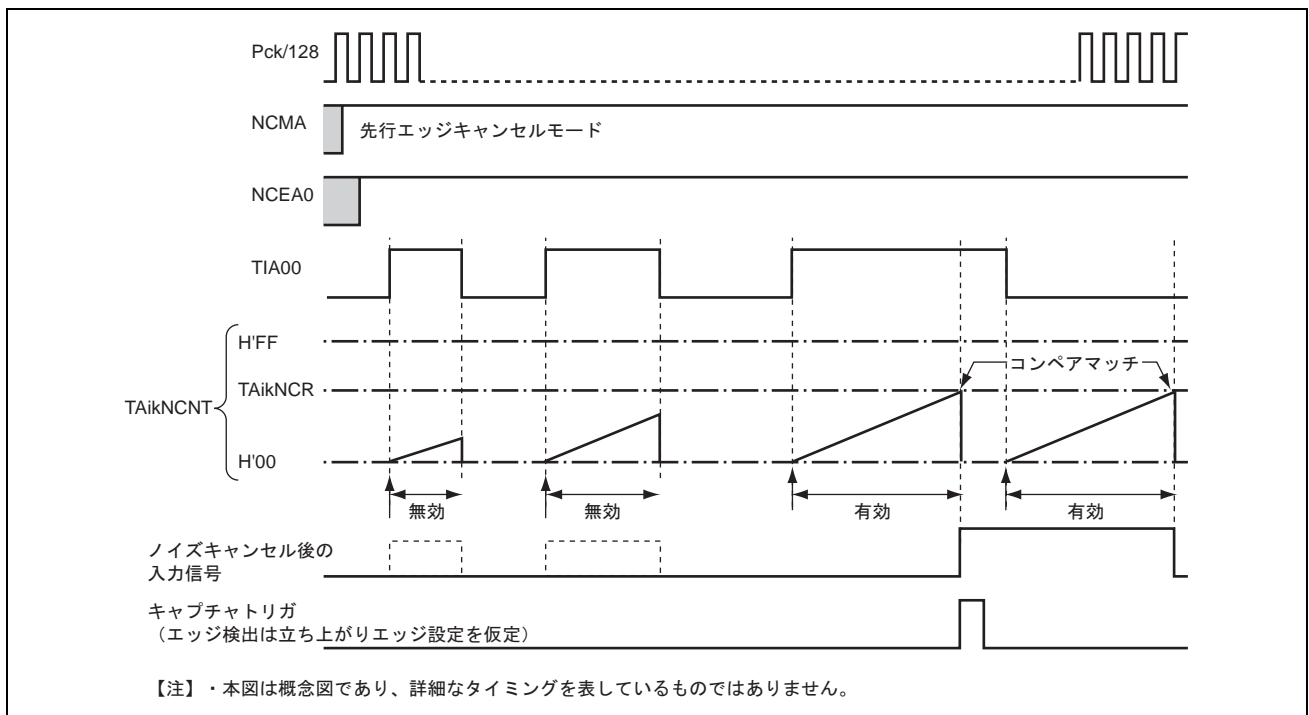 Pck/128
NCMA
先行エッジキャンセルモード
NCEA0
TIA00
H'FF
TAikNCR
コンペアマッチ
TAikNCNT
H'00
無効
無効
有効
有効
ノイズキャンセル後の
入力信号
キャプチャトリガ
（エッジ検出は立ち上がりエッジ設定を仮定）
【注】・本図は概念図であり、詳細なタイミングを表しているものではありません。